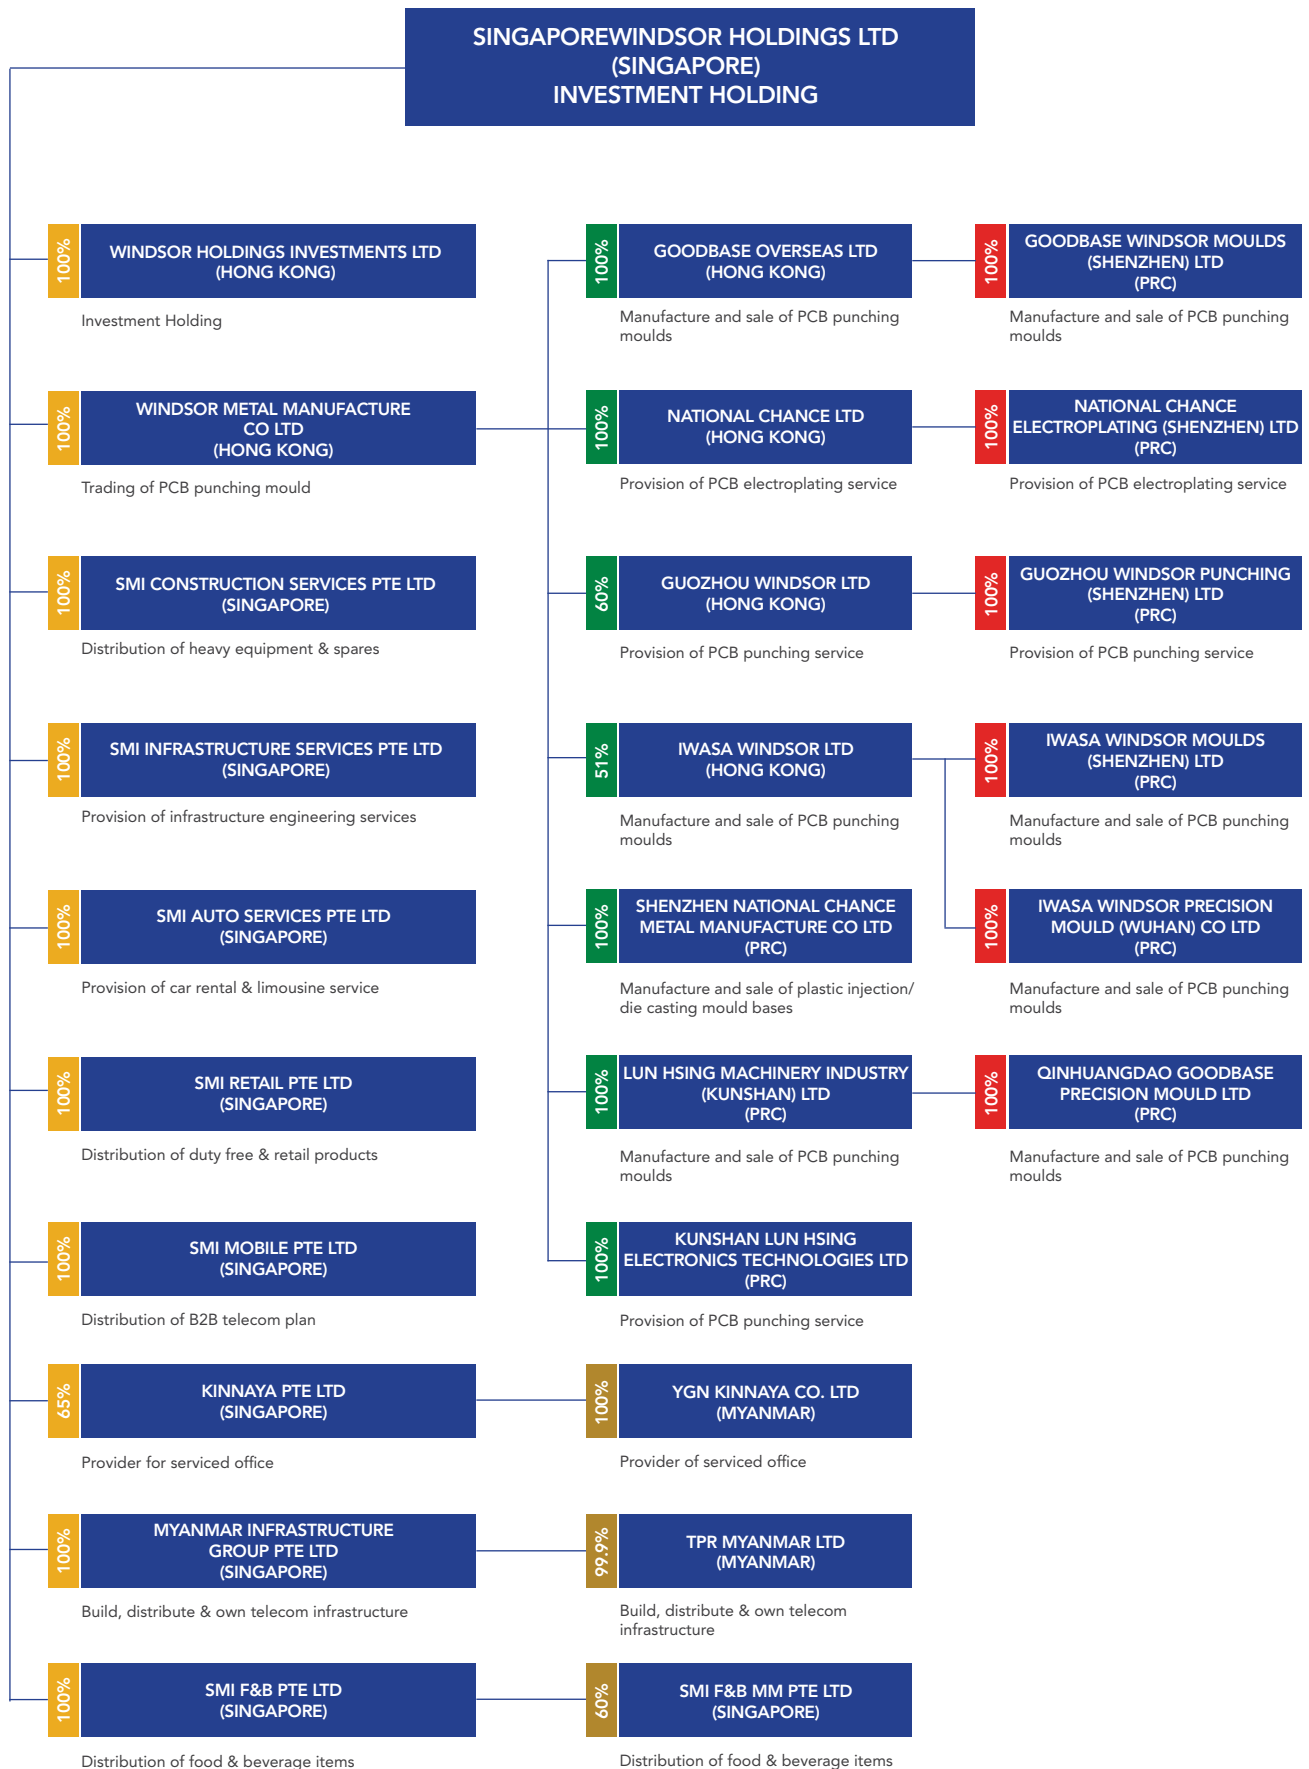 SINGAPOREWINDSOR HOLDINGS LTD
(SINGAPORE)
INVESTMENT HOLDING
100%
WINDSOR HOLDINGS INVESTMENTS LTD
(HONG KONG)
Investment Holding
100%
GOODBASE OVERSEAS LTD
(HONG KONG)
Manufacture and sale of PCB punching
moulds
100%
GOODBASE WINDSOR MOULDS
(SHENZHEN) LTD
(PRC)
Manufacture and sale of PCB punching
moulds
100%
WINDSOR METAL MANUFACTURE
CO LTD
(HONG KONG)
Trading of PCB punching mould
100%
NATIONAL CHANCE LTD
(HONG KONG)
Provision of PCB electroplating service
100%
NATIONAL CHANCE
ELECTROPLATING (SHENZHEN) LTD
(PRC)
Provision of PCB electroplating service
100%
SMI CONSTRUCTION SERVICES PTE LTD
(SINGAPORE)
Distribution of heavy equipment & spares
60%
GUOZHOU WINDSOR LTD
(HONG KONG)
Provision of PCB punching service
100%
GUOZHOU WINDSOR PUNCHING
(SHENZHEN) LTD
(PRC)
Provision of PCB punching service
100%
SMI INFRASTRUCTURE SERVICES PTE LTD
(SINGAPORE)
Provision of infrastructure engineering services
51%
IWASA WINDSOR LTD
(HONG KONG)
Manufacture and sale of PCB punching
moulds
100%
IWASA WINDSOR MOULDS
(SHENZHEN) LTD
(PRC)
Manufacture and sale of PCB punching
moulds
100%
SMI AUTO SERVICES PTE LTD
(SINGAPORE)
Provision of car rental & limousine service
100%
SHENZHEN NATIONAL CHANCE
METAL MANUFACTURE CO LTD
(PRC)
Manufacture and sale of plastic injection/
die casting mould bases
100%
IWASA WINDSOR PRECISION
MOULD (WUHAN) CO LTD
(PRC)
Manufacture and sale of PCB punching
moulds
100%
SMI RETAIL PTE LTD
(SINGAPORE)
Distribution of duty free & retail products
100%
LUN HSING MACHINERY INDUSTRY
(KUNSHAN) LTD
(PRC)
Manufacture and sale of PCB punching
moulds
100%
QINHUANGDAO GOODBASE
PRECISION MOULD LTD
(PRC)
Manufacture and sale of PCB punching
moulds
100%
SMI MOBILE PTE LTD
(SINGAPORE)
Distribution of B2B telecom plan
100%
KUNSHAN LUN HSING
ELECTRONICS TECHNOLOGIES LTD
(PRC)
Provision of PCB punching service
65%
KINNAYA PTE LTD
(SINGAPORE)
Provider for serviced office
100%
YGN KINNAYA CO. LTD
(MYANMAR)
Provider of serviced office
100%
MYANMAR INFRASTRUCTURE
GROUP PTE LTD
(SINGAPORE)
Build, distribute & own telecom infrastructure
99.9%
TPR MYANMAR LTD
(MYANMAR)
Build, distribute & own telecom
infrastructure
100%
SMI F&B PTE LTD
(SINGAPORE)
Distribution of food & beverage items
60%
SMI F&B MM PTE LTD
(SINGAPORE)
Distribution of food & beverage items